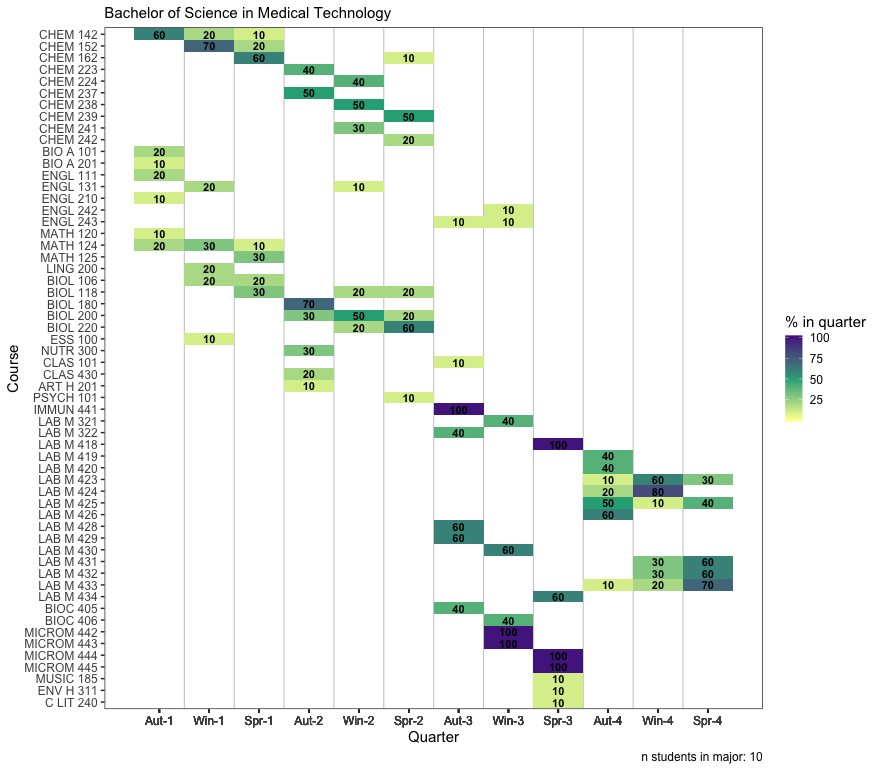 Bachelor of Science in Medical Technology
CHEM 142 60 20 10
CHEM 152 70 20
CHEM 162 60 10
CHEM 223 40
CHEM 224 40
CHEM 237 50
CHEM 238 50
CHEM 239 50
CHEM 241 30
CHEM 242 20
BIO A 101 20
BIO A 201 10
ENGL 111 20
ENGL 131 20 10
ENGL 210 10
ENGL 242 10
ENGL 243 10 10
MATH 120 10
MATH 124 20 30 10
MATH 125 30
LING 200 20
BIOL 106 20 20
BIOL 118 30 20 20
BIOL 180 70
BIOL 200 30 50 20
BIOL 220 20 60
ESS 100 10
NUTR 300 30
CLAS 101 10
CLAS 430 20
ART H 201 10
PSYCH 101 10
IMMUN 441 100
LAB M 321 40
LAB M 322 40
LAB M 418 100
LAB M 419 40
LAB M 420 40
LAB M 423 10 60 30
LAB M 424 20 80
LAB M 425 50 10 40
LAB M 426 60
LAB M 428 60
LAB M 429 60
LAB M 430 60
LAB M 431 30 60
LAB M 432 30 60
LAB M 433 10 20 70
LAB M 434 60
BIOC 405 40
BIOC 406 40
MICROM 442 100
MICROM 443 100
MICROM 444 100
MICROM 445 100
MUSIC 185 10
ENV H 311 10
C LIT 240 10
Aut-1 Win-1 Spr-1 Aut-2 Win-2 Spr-2 Aut-3 Win-3 Spr-3 Aut-4 Win-4 Spr-4
Quarter
Course
% in quarter
100
75
50
25
n students in major: 10